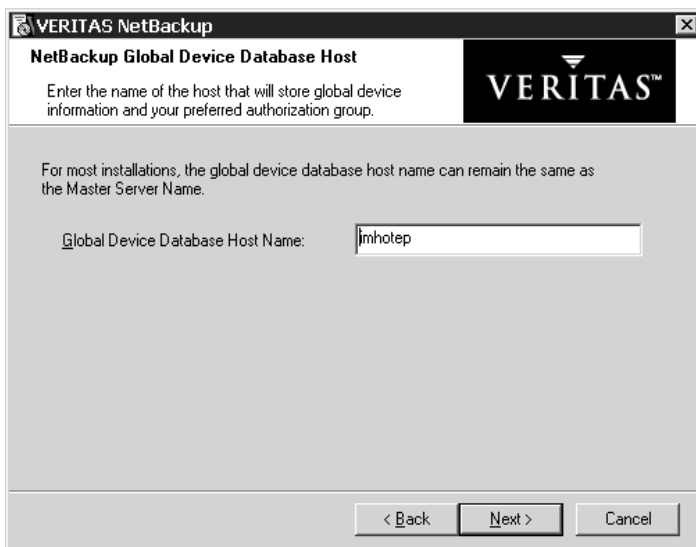 VERITAS NetBackup
NetBackup Global Device Database Host
Enter the name of the host that will store global device
information and your preferred authorization group.
VERITAS™
For most installations, the global device database host name can remain the same as
the Master Server Name.
Global Device Database Host Name:
imhotep
< Back
Next >
Cancel